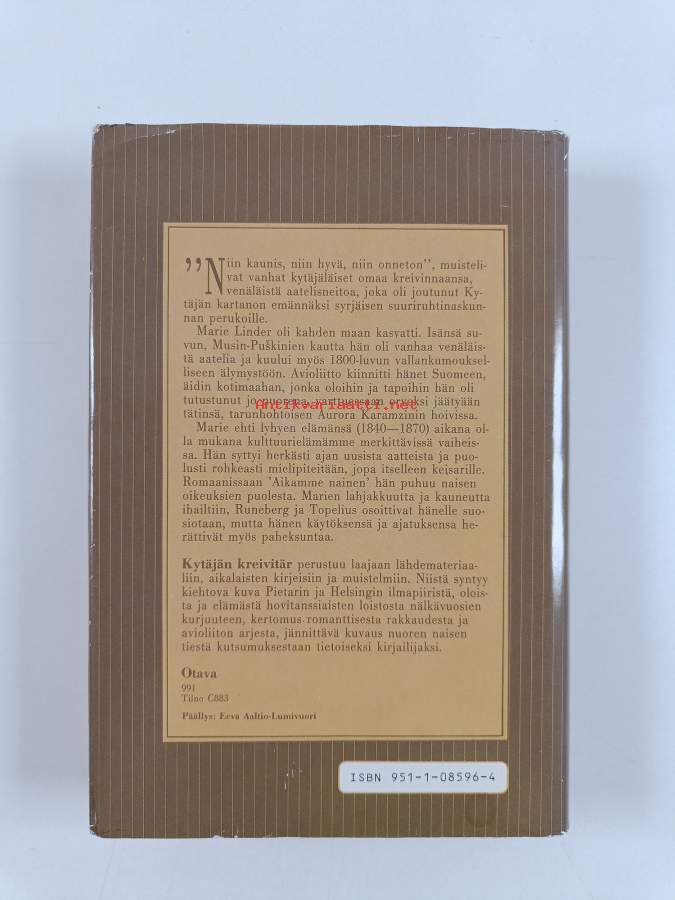 ”Niin kaunis, niin hyvä, niin onneton”, muisteli-
vat vanhat kytäjäläiset omaa kreivinnaansa,
venäläistä aatelisneitoa, joka oli joutunut Ky-
täjän kartanon emännäksi syrjäisen suuriruhtinaskun-
nan perukoille.
Marie Linder oli kahden maan kasvatti. Isänsä su-
vun, Musin-Puškinien kautta hän oli vanhaa venäläis-
tä aatelia ja kuului myös 1800-luvun vallankumouksel-
liseen älymystöön. Avioliitto kiinnitti hänet Suomeen,
äidin kotimaahan, jonka oloihin ja tapoihin hän oli
tutustunut jo nuorena, varttuessaan orvoksi jäätyään
Antikvariaatti.net
tätinsä, tarunhohtoisen Aurora Karamzinin hoivissa.
Marie ehti lyhyen elämänsä (1840—1870) aikana ol-
la mukana kulttuurielämämme merkittävissä vaiheis-
sa. Hän syttyi herkästi ajan uusista aatteista ja puo-
lusti rohkeasti mielipiteitään, jopa itselleen keisarille.
Romaanissaan 'Aikamme nainen' hän puhuu naisen
oikeuksien puolesta. Marien lahjakkuutta ja kauneutta
ihailtiin, Runeberg ja Topelius osoittivat hänelle suo-
siotaan, mutta hänen käytöksensä ja ajatuksensa he-
rättivät myös paheksuntaa.
Kytäjän kreivitär perustuu laajaan lähdemateriaa-
liin, aikalaisten kirjeisiin ja muistelmiin. Niistä syntyy
kiehtova kuva Pietarin ja Helsingin ilmapiiristä, olois-
ta ja elämästä hovitanssiaisten loistosta nälkävuosien
kurjuuteen, kertomus romanttisesta rakkaudesta ja
avioliiton arjesta, jännittävä kuvaus nuoren naisen
tiestä kutsumuksestaan tietoiseksi kirjailijaksi.
Otava
991
Tilno C883
Päällys: Eeva Aaltio-Lumivuori
ISBN 951-1-08596-4